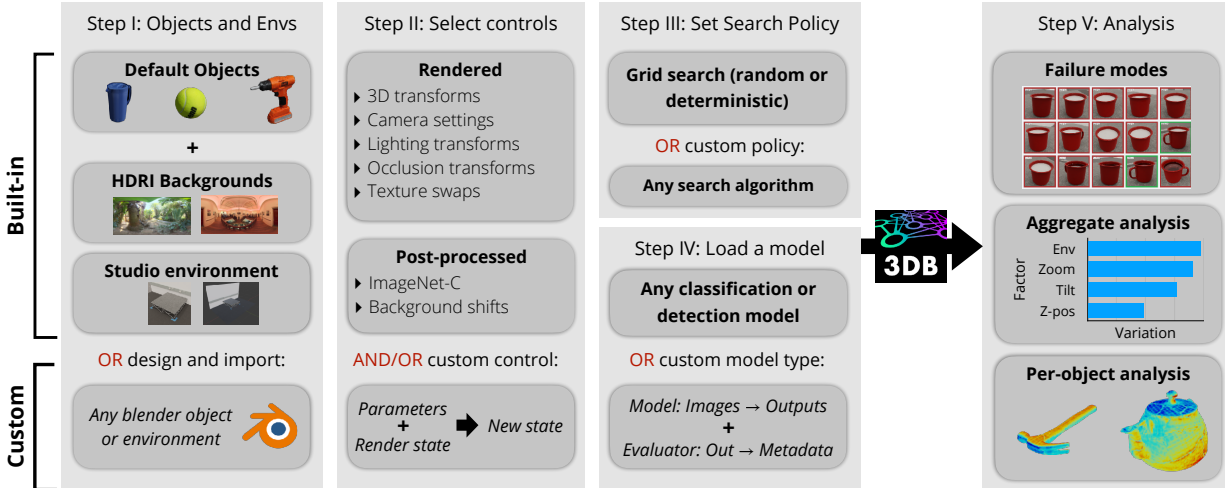 Built-in
Custom
Step I: Objects and Envs
Default Objects
+
HDRI Backgrounds
Studio environment
OR design and import:
Any blender object
or environment
Step II: Select controls
Rendered
3D transforms
Camera settings
Lighting transforms
Occlusion transforms
Texture swaps
Post-processed
ImageNet-C
Background shifts
AND/OR custom control:
Parameters
+
Render state
New state
Step III: Set Search Policy
Grid search (random or
deterministic)
OR custom policy:
Any search algorithm
Step IV: Load a model
Any classification or
detection model
OR custom model type:
Model: Images → Outputs
+
Evaluator: Out → Metadata
3DB
Step V: Analysis
Failure modes
Aggregate analysis
Factor
Env
Zoom
Tilt
Z-pos
Variation
Per-object analysis